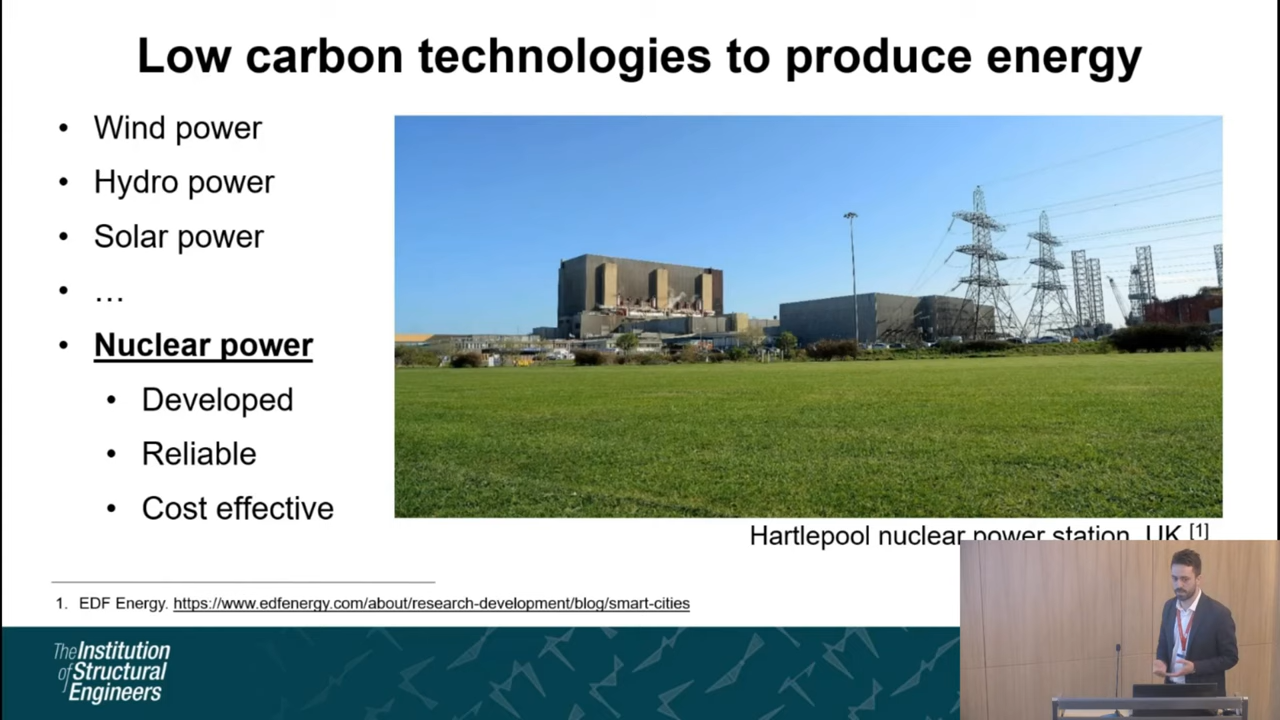 Low carbon technologies to produce energy
• Wind power
• Hydro power
• Solar power
• …
• Nuclear power
• Developed
• Reliable
• Cost effective
Hartlepool nuclear power station, UK [1]
1. EDF Energy. https://www.edfenergy.com/about/research-development/blog/smart-cities
The Institution
of Structural
Engineers